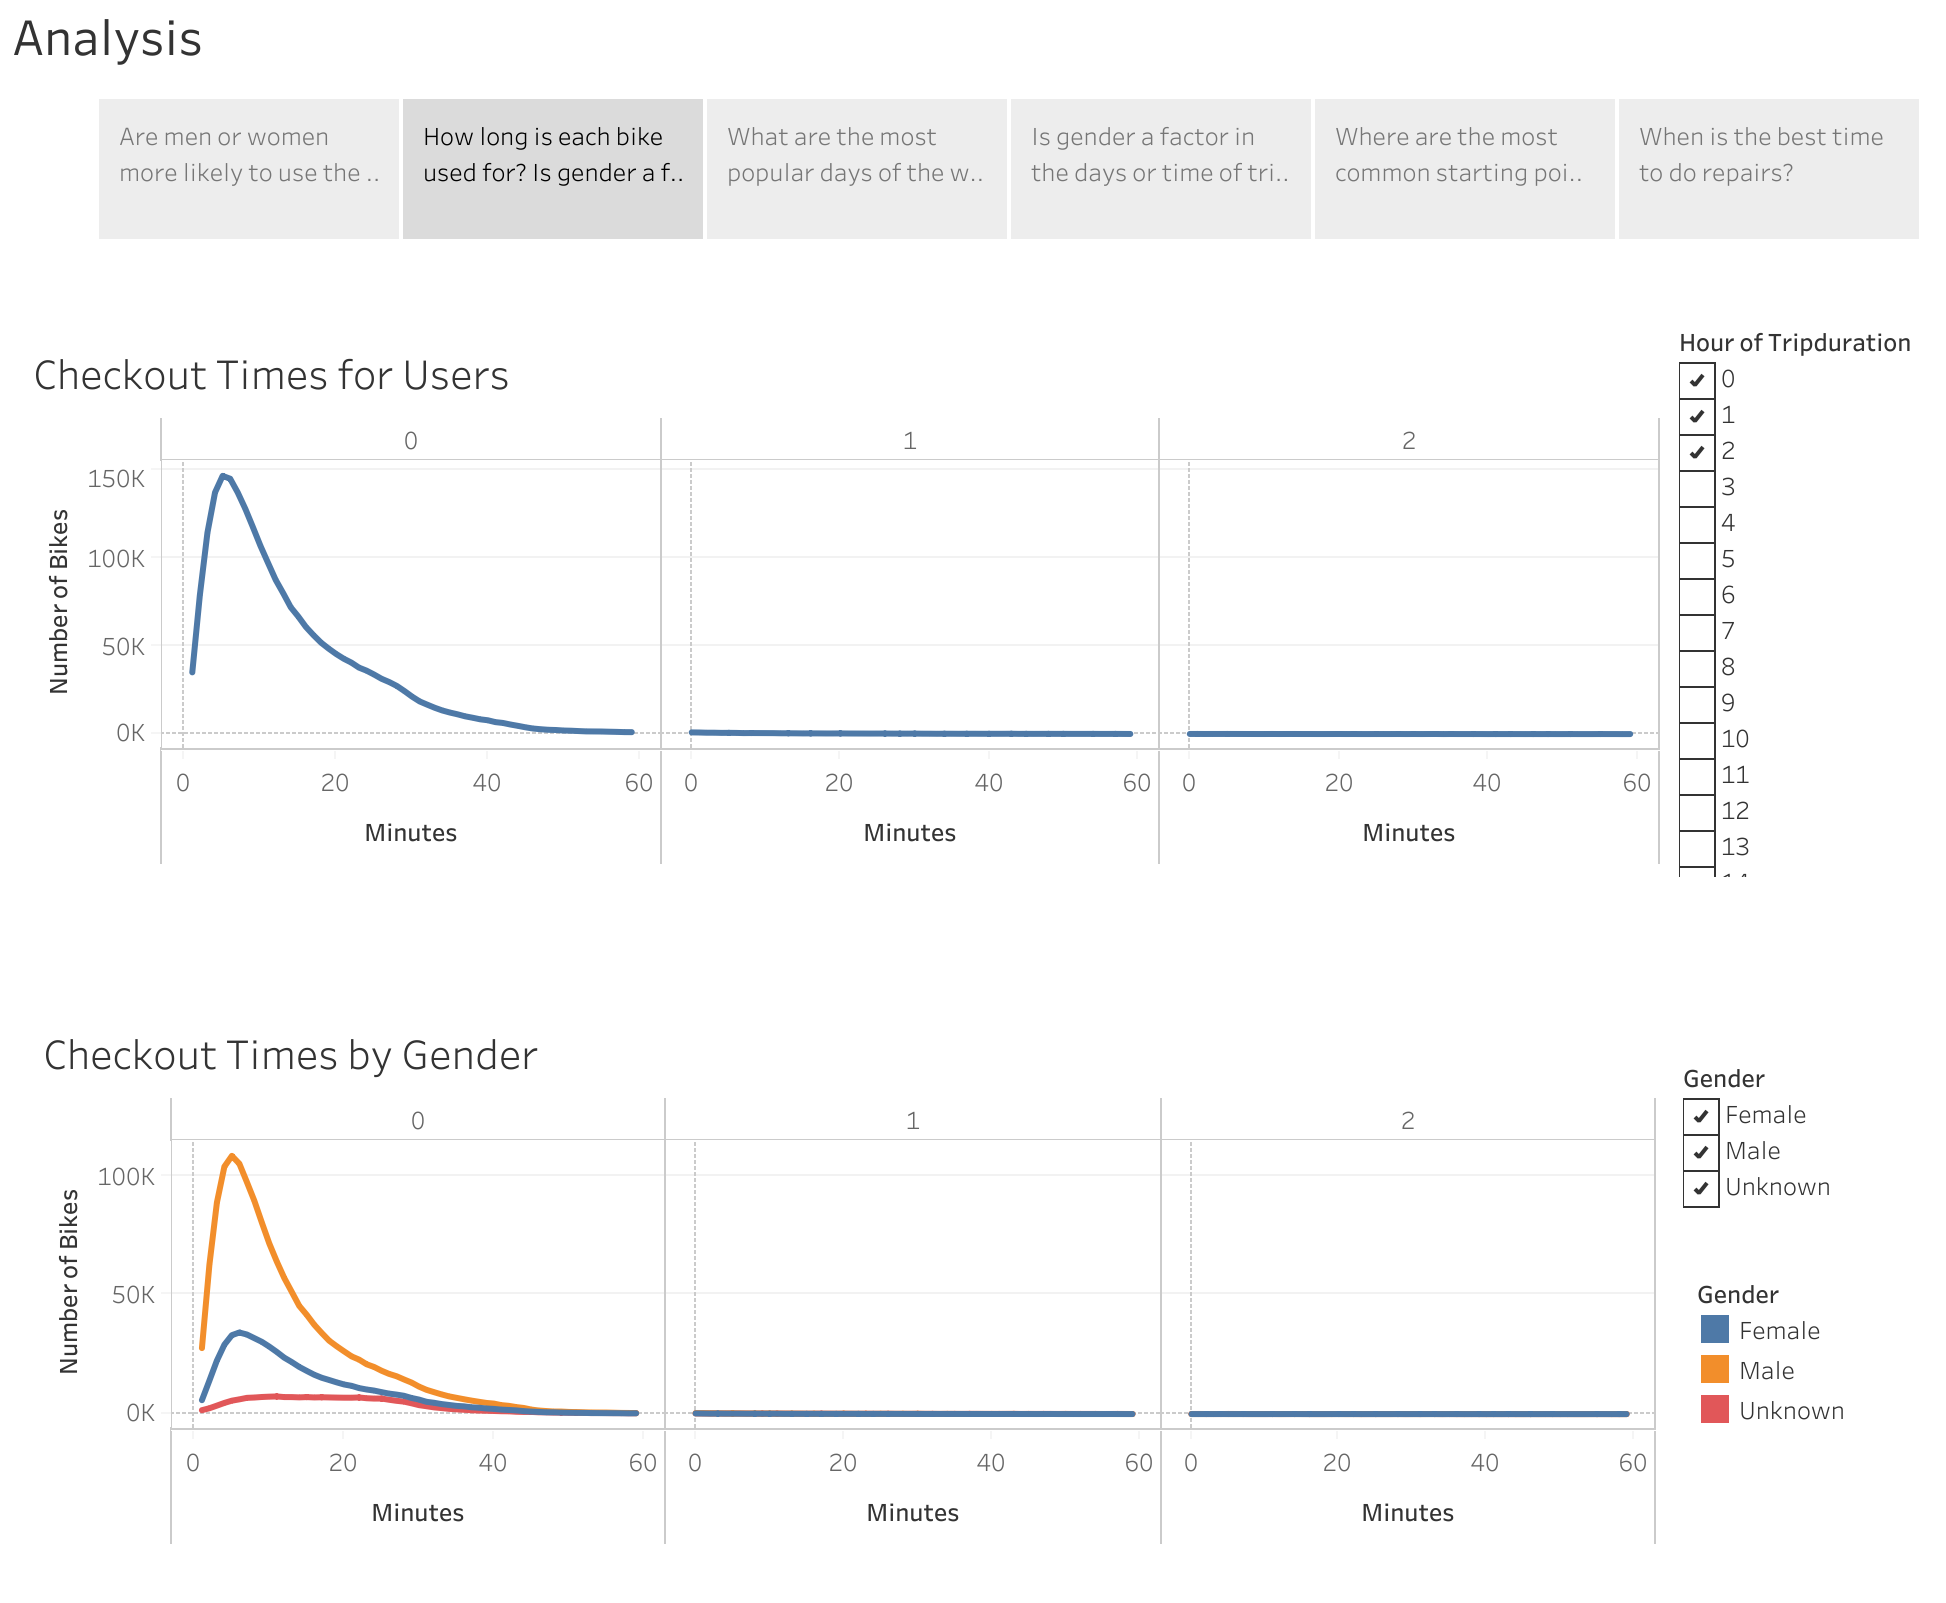 Analysis
Are men or women
more likely to use the ..
How long is each bike
used for? Is gender a f..
What are the most
popular days of the w..
Is gender a factor in
the days or time of tri..
Where are the most
common starting poi..
When is the best time
to do repairs?
Checkout Times for Users
0 1 2
150K
100K
50K
0K
Number of Bikes
0 20 40 60 0 20 40 60 0 20 40 60
Minutes Minutes Minutes
Hour of Tripduration
0
1
2
3
4
5
6
7
8
9
10
11
12
13
Checkout Times by Gender
0 1 2
100K
50K
0K
Number of Bikes
0 20 40 60 0 20 40 60 0 20 40 60
Minutes Minutes Minutes
Gender
Female
Male
Unknown
Gender
Female
Male
Unknown